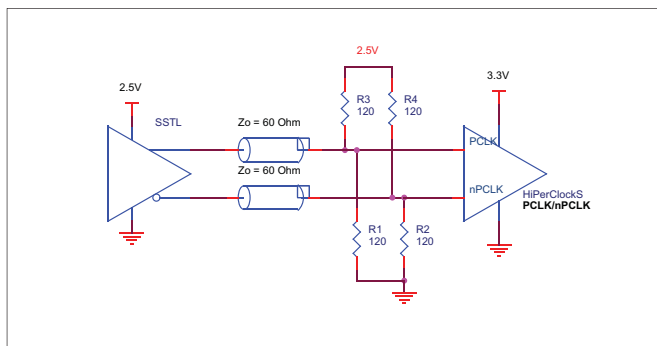 2.5V
2.5V
3.3V
SSTL
Zo = 60 Ohm
R3
120
R4
120
PCLK
Zo = 60 Ohm
nPCLK
HiPerClockS
PCLK/nPCLK
R1
120
R2
120